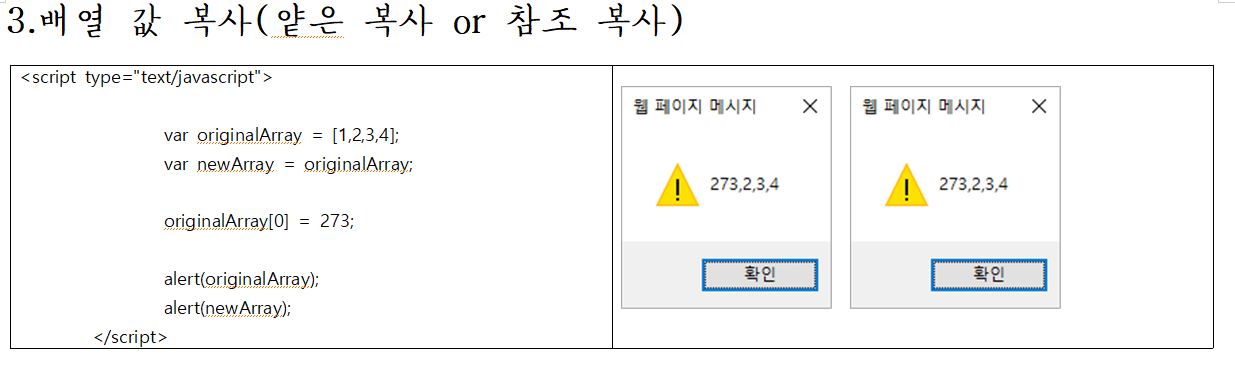 3.배열 값 복사(얕은 복사 or 참조 복사)
<script type="text/javascript">
var originalArray = [1,2,3,4];
var newArray = originalArray;
originalArray[0] = 273;
alert(originalArray);
alert(newArray);
</script>
웹 페이지 메시지
273,2,3,4
확인
웹 페이지 메시지
273,2,3,4
확인